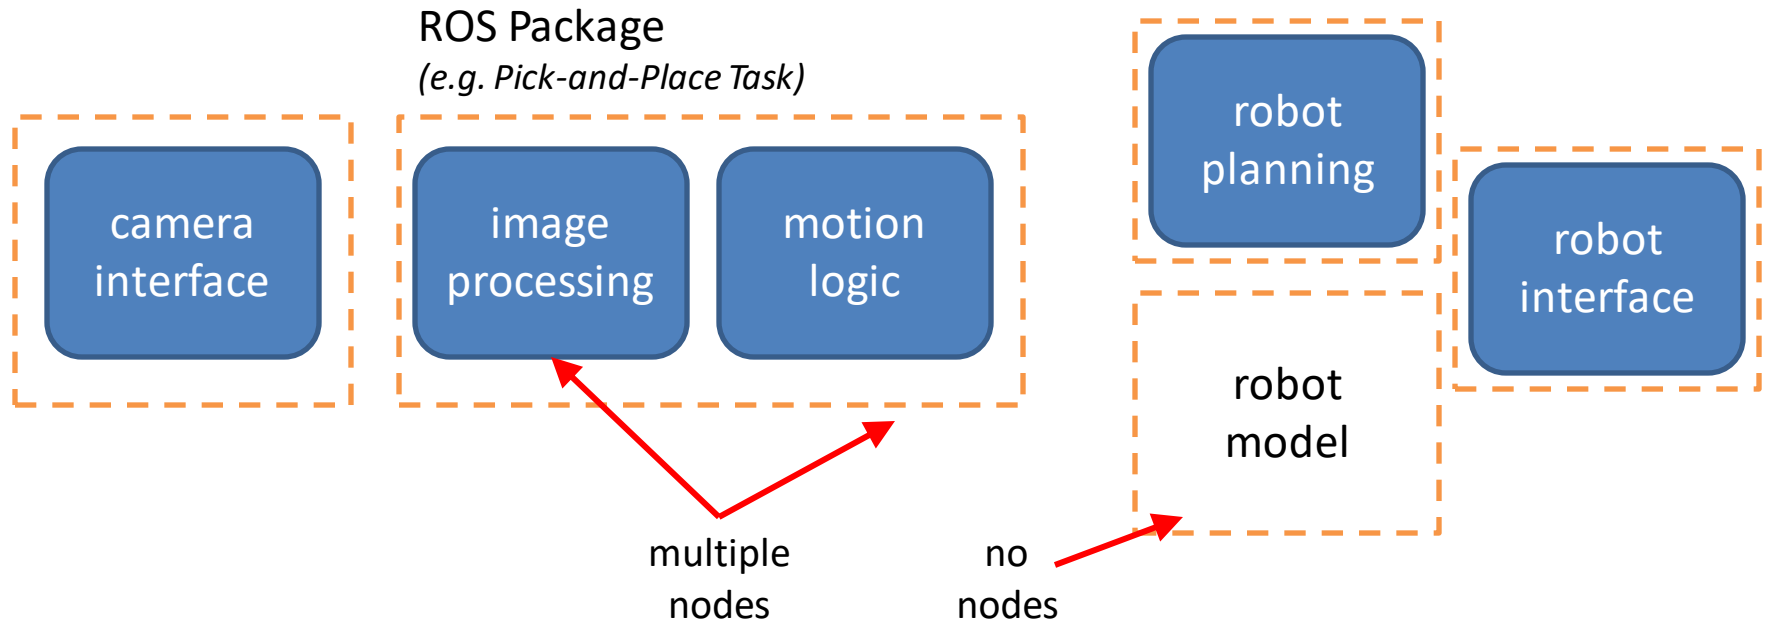 ROS Package
(e.g. Pick-and-Place Task)
camera
interface
image
processing
motion
logic
robot
planning
robot
interface
robot
model
multiple
nodes
no
nodes